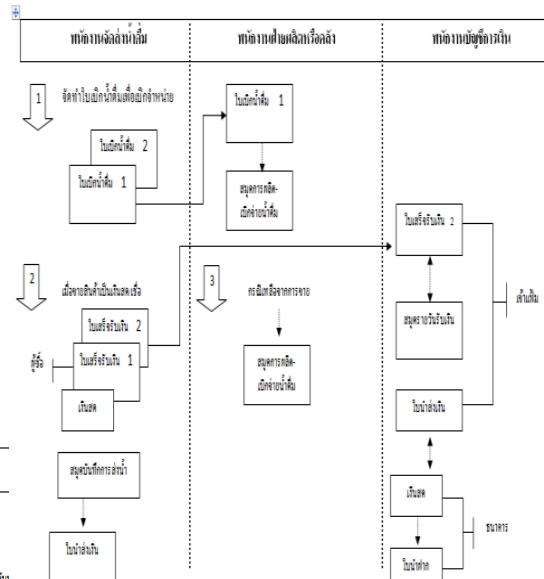 พนักงานจัดส่งน้ำดื่ม
พนักงานฝ่ายผลิตหรือคลัง
พนักงานบัญชีการเงิน
1
จัดทำใบเบิกน้ำดื่มเพื่อเบิกจำหน่าย
ใบเบิกน้ำดื่ม 2
ใบเบิกน้ำดื่ม 1
ใบเบิกน้ำดื่ม 1
สมุดการผลิต-
เบิกจ่ายน้ำดื่ม
2
เมื่อขายสินค้าเป็นเงินสด/เชื่อ
ใบเสร็จรับเงิน 2
ใบเสร็จรับเงิน 1
ผู้ซื้อ
เงินสด
สมุดบันทึกการส่งน้ำ
ใบนำส่งเงิน
3
กรณีเหลือจากการขาย
สมุดการผลิต-
เบิกจ่ายน้ำดื่ม
ใบเสร็จรับเงิน 2
สมุดรายวันรับเงิน
เข้าแฟ้ม
ใบนำส่งเงิน
เงินสด
ธนาคาร
ใบนำฝาก